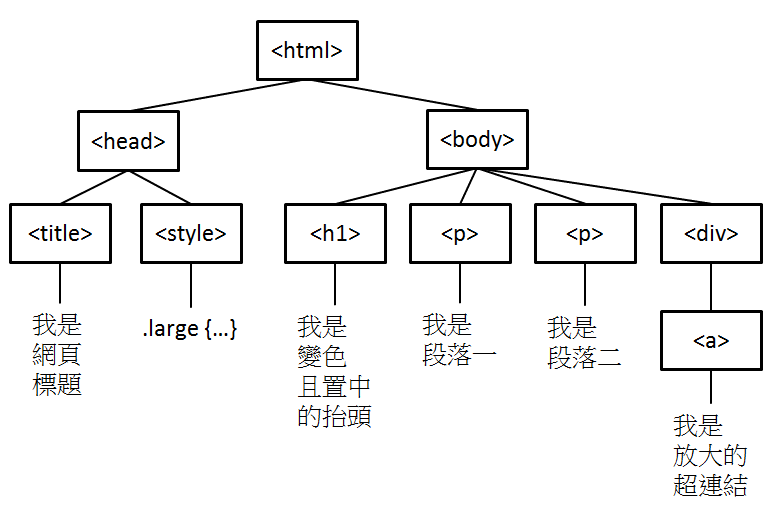 <html>
<head>
<body>
<title>
<style>
<h1>
<p>
<p>
<div>
我是
網頁
標題
.large {…}
我是
變色
且置中
的抬頭
我是
段落一
我是
段落二
<a>
我是
放大的
超連結